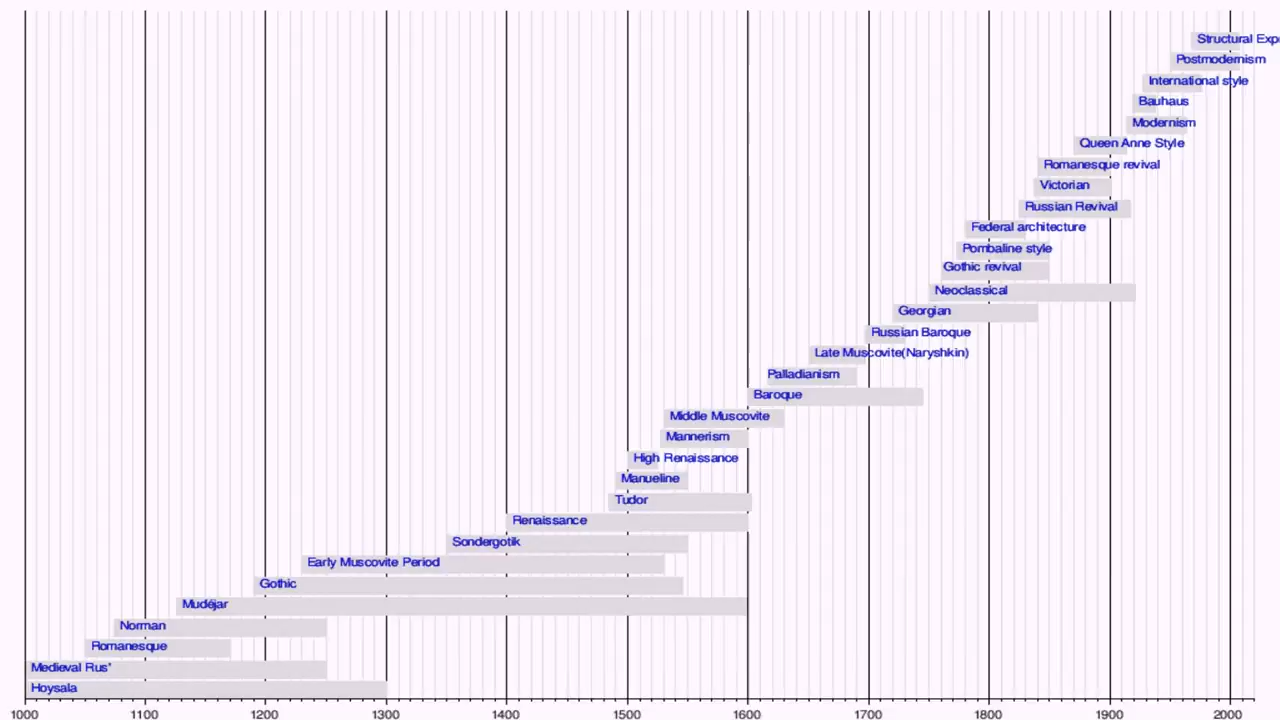 Structural Exp
Postmodernism
International style
Bauhaus
Modernism
Queen Anne Style
Romanesque revival
Victorian
Russian Revival
Federal architecture
Pombaline style
Gothic revival
Neoclassical
Georgian
Russian Baroque
Late Muscovite(Naryshkin)
Palladianism
Baroque
Middle Muscovite
Mannerism
High Renaissance
Manueline
Tudor
Renaissance
Sondergotik
Early Muscovite Period
Gothic
Mudéjar
Norman
Romanesque
Medieval Rus'
Hoysala
1000 1100 1200 1300 1400 1500 1600 1700 1800 1900 2000